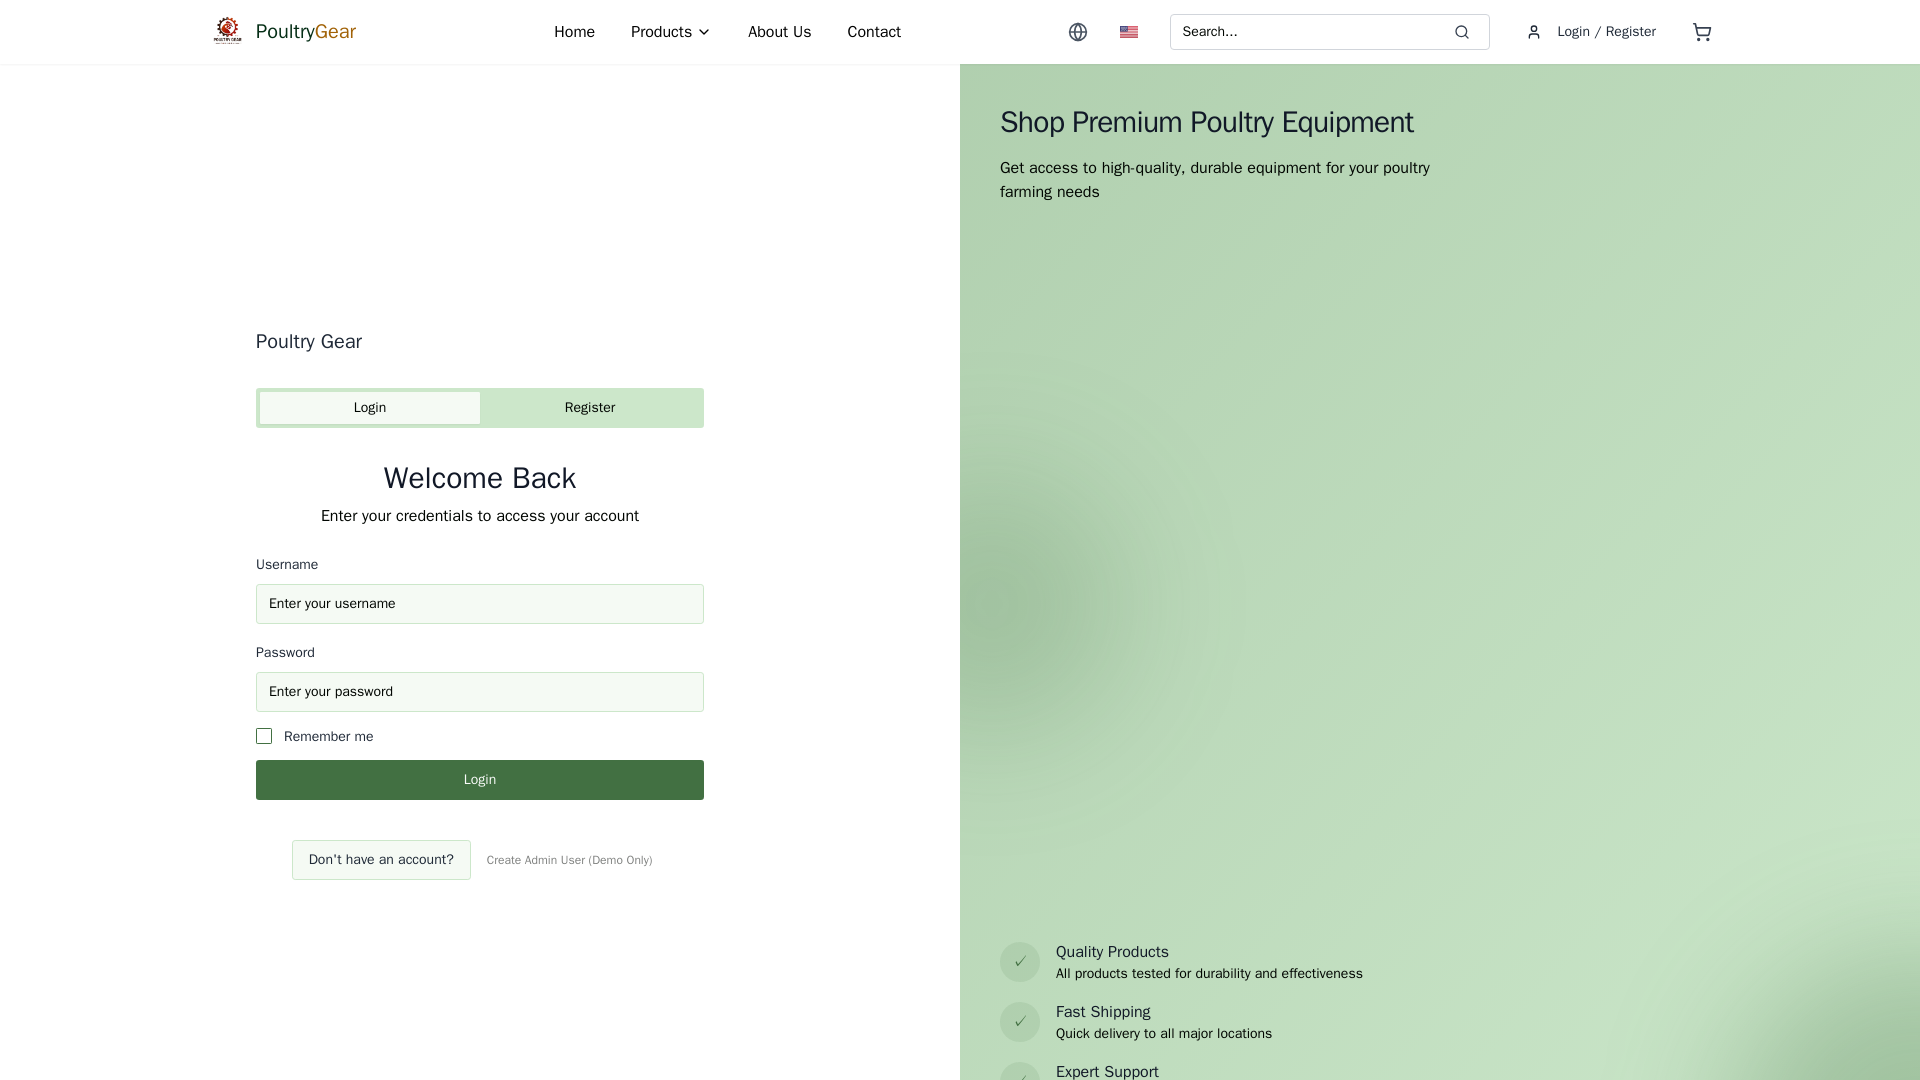 POULTRY GEAR
PoultryGear
Home
Products
About Us
Contact
Search...
Login / Register
Poultry Gear
Login
Register
Welcome Back
Enter your credentials to access your account
Username
Enter your username
Password
Enter your password
Remember me
Login
Don't have an account?
Create Admin User (Demo Only)
Shop Premium Poultry Equipment
Get access to high-quality, durable equipment for your poultry
farming needs
Quality Products
All products tested for durability and effectiveness
Fast Shipping
Quick delivery to all major locations
Expert Support